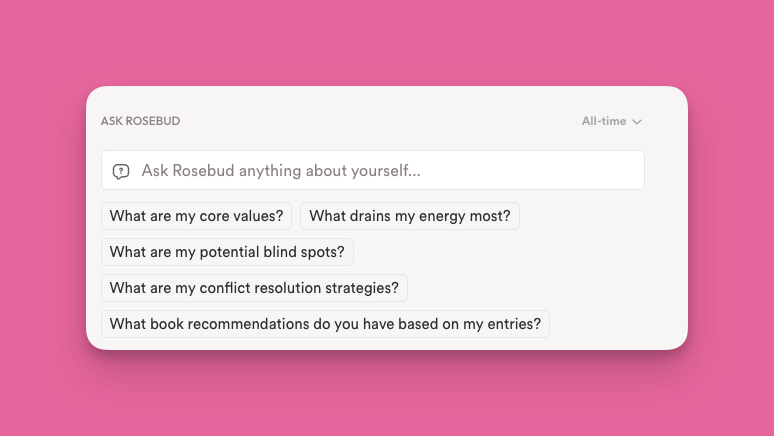 ASK ROSEBUD All-time
Ask Rosebud anything about yourself...
What are my core values? What drains my energy most?
What are my potential blind spots?
What are my conflict resolution strategies?
What book recommendations do you have based on my entries?